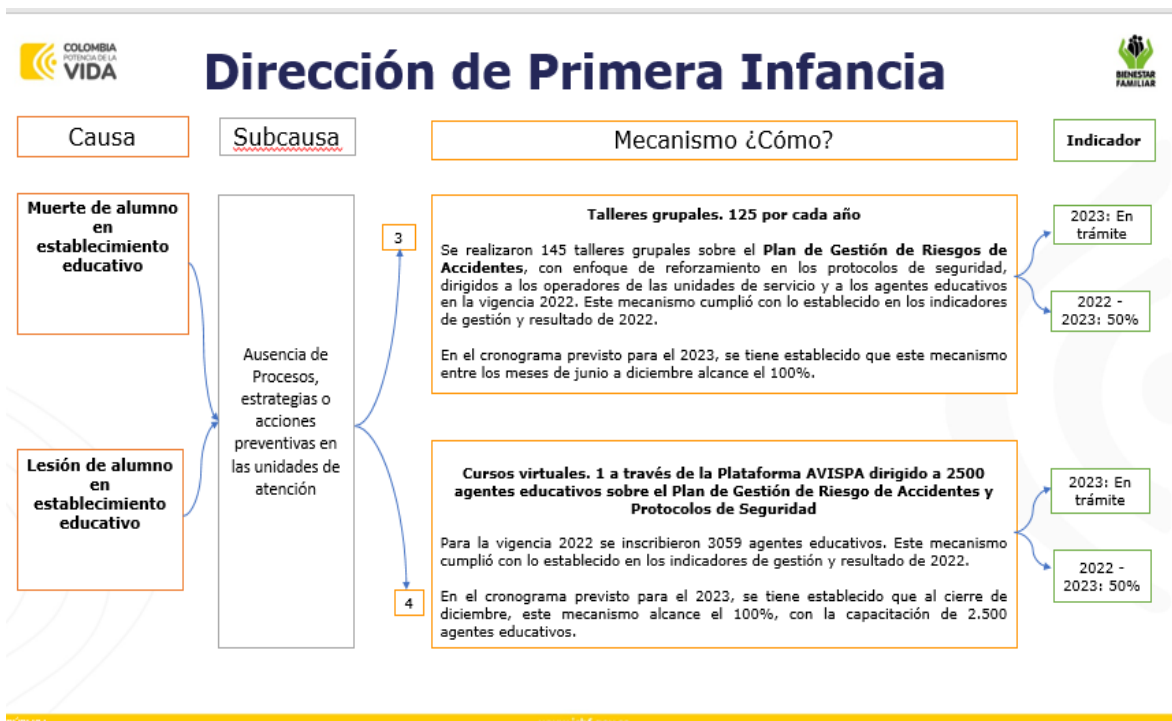 COLOMBIA
POTENCIA DE LA
VIDA
Dirección de Primera Infancia
BIENESTAR
FAMILIAR
Causa
Subcausa
Mecanismo ¿Cómo?
Indicador
Muerte de alumno
en
establecimiento
educativo
Lesión de alumno
en
establecimiento
educativo
Ausencia de
Procesos,
estrategias o
acciones
preventivas en
las unidades de
atención
3
Talleres grupales. 125 por cada año
Se realizaron 145 talleres grupales sobre el Plan de Gestión de Riesgos de
Accidentes, con enfoque de reforzamiento en los protocolos de seguridad,
dirigidos a los operadores de las unidades de servicio y a los agentes educativos
en la vigencia 2022. Este mecanismo cumplió con lo establecido en los indicadores
de gestión y resultado de 2022.
En el cronograma previsto para el 2023, se tiene establecido que este mecanismo
entre los meses de junio a diciembre alcance el 100%.
2023: En
trámite
2022 -
2023: 50%
4
Cursos virtuales. 1 a través de la Plataforma AVISPA dirigido a 2500
agentes educativos sobre el Plan de Gestión de Riesgo de Accidentes y
Protocolos de Seguridad
Para la vigencia 2022 se inscribieron 3059 agentes educativos. Este mecanismo
cumplió con lo establecido en los indicadores de gestión y resultado de 2022.
En el cronograma previsto para el 2023, se tiene establecido que al cierre de
diciembre, este mecanismo alcance el 100%, con la capacitación de 2.500
agentes educativos.
2023: En
trámite
2022 -
2023: 50%